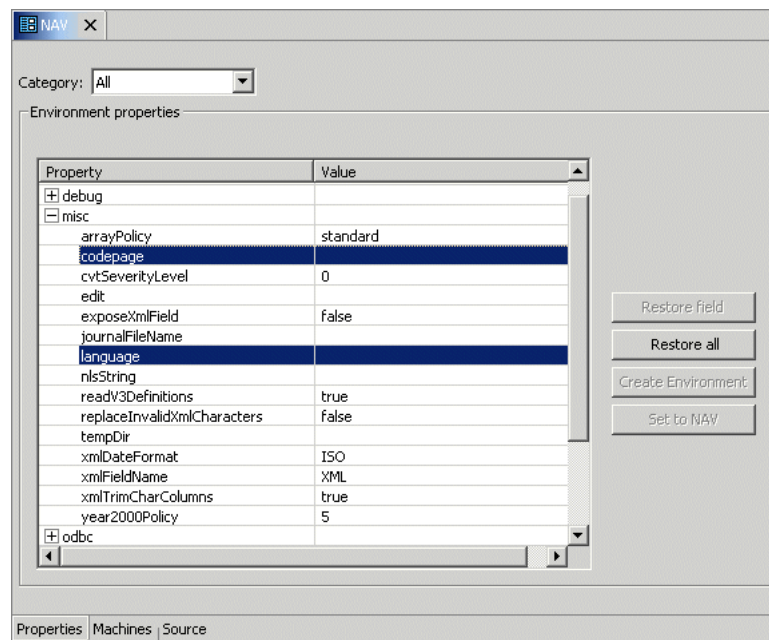 NAV
Category: All
Environment properties
Property Value
debug
misc
arrayPolicy standard
codepage
cvtSeverityLevel 0
edit
exposeXmlField false
journalFileName
language
nlsString
readV3Definitions true
replaceInvalidXmlCharacters false
tempDir
xmlDateFormat ISO
xmlFieldName XML
xmlTrimCharColumns true
year2000Policy 5
odbc
Restore field
Restore all
Create Environment
Set to NAV
Properties Machines Source